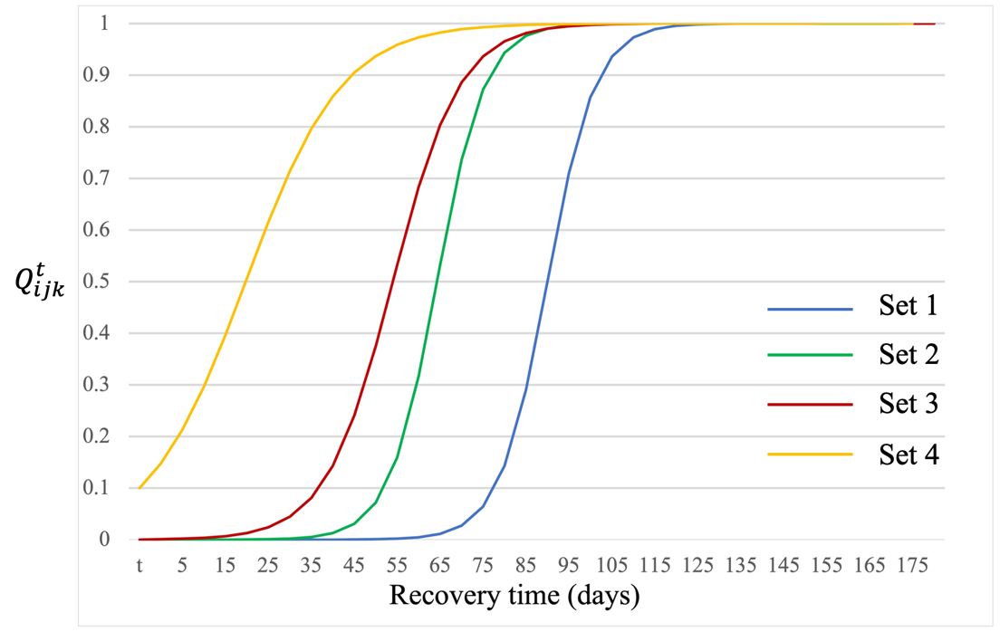 1
0.9
0.8
0.7
0.6
0.5
0.4
0.3
0.2
0.1
0
Q^t_ijk
Set 1
Set 2
Set 3
Set 4
t 5 15 25 35 45 55 65 75 85 95 105 115 125 135 145 155 165 175
Recovery time (days)